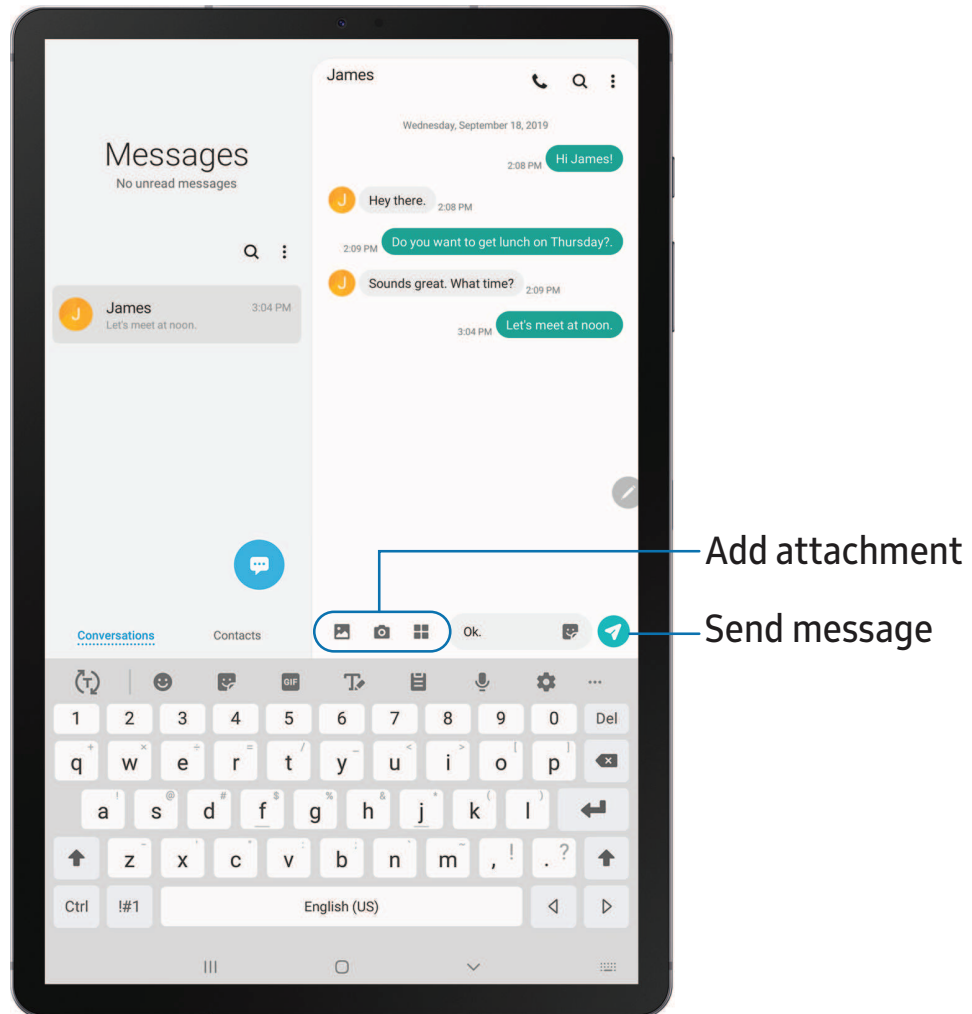 James
Wednesday, September 18, 2019
2:08 PM Hi James!
J Hey there. 2:08 PM
2:09 PM Do you want to get lunch on Thursday?.
J Sounds great. What time? 2:09 PM
3:04 PM Let's meet at noon.
Messages
No unread messages
J James 3:04 PM
Let's meet at noon.
Add attachment
Ok.
Send message
Conversations Contacts
T GIF T
1 2 3 4 5 6 7 8 9 0 Del
+ × ÷ = / _ < > [ ]
q w e r t y u i o p
! @ # $ % & * ( )
a s d f g h j k l
- ' " : ; ' ~ ! ?
z x c v b n m , .
Ctrl !#1 English (US)